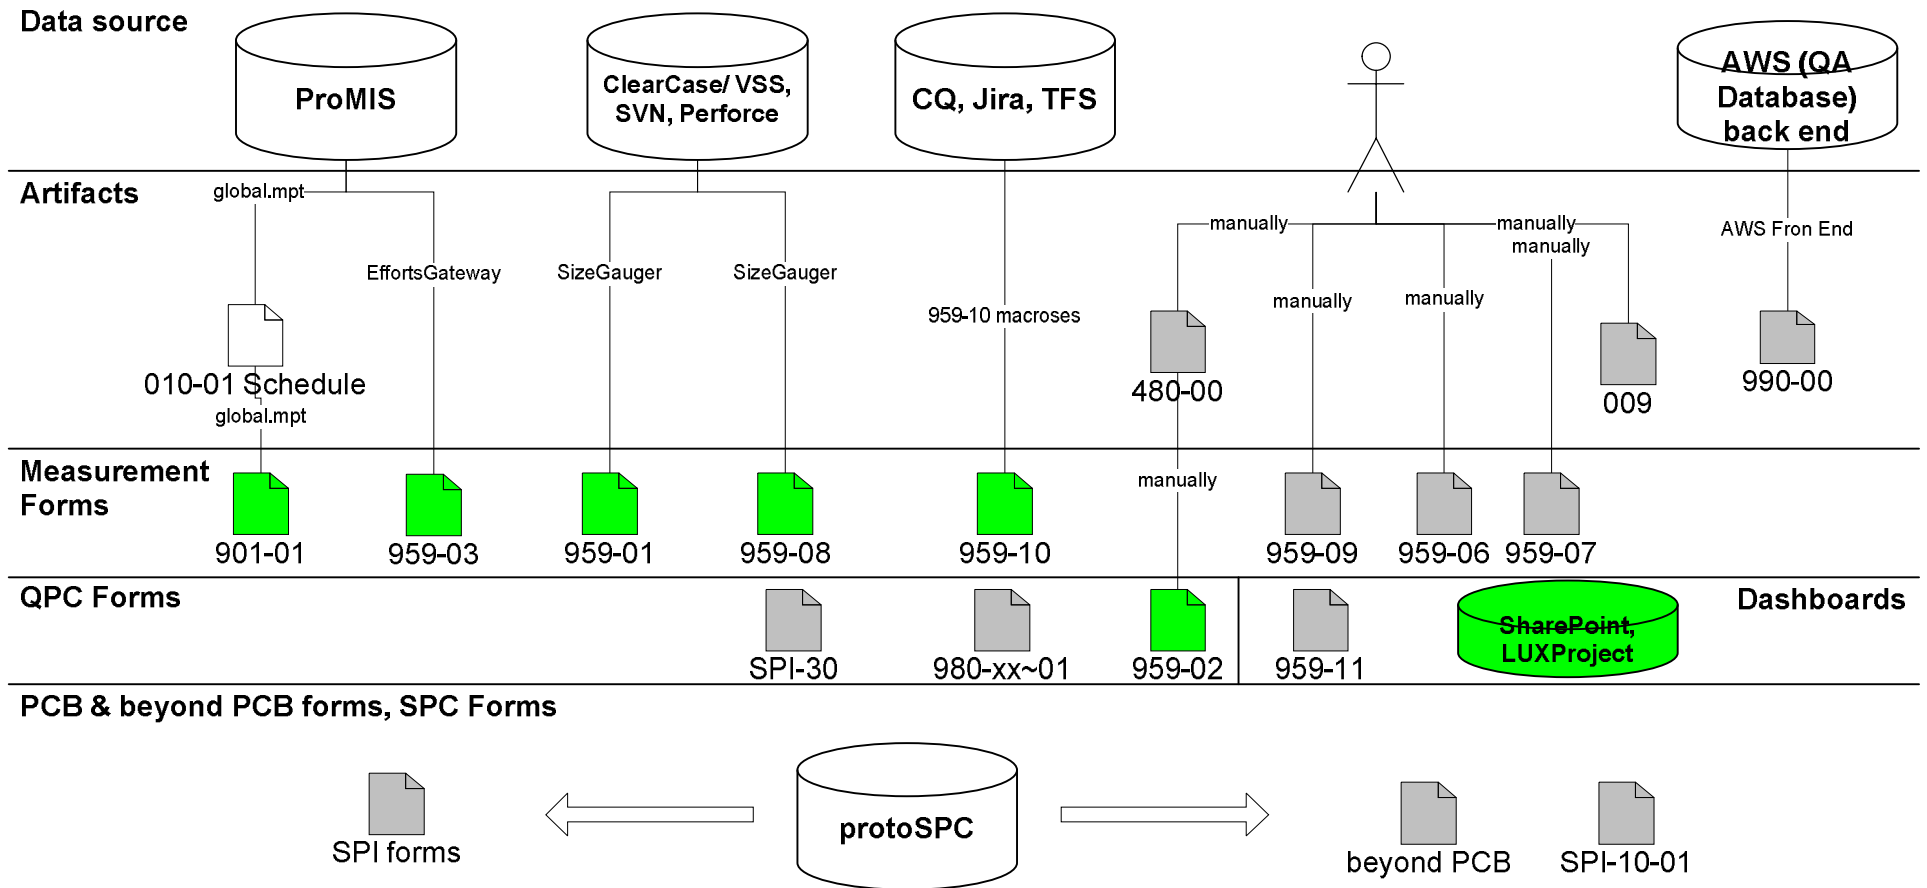 Data source
ProMIS
ClearCase/ VSS,
SVN, Perforce
CQ, Jira, TFS
AWS (QA
Database)
back end
Artifacts
global.mpt
manually
manually
manually
AWS Fron End
EffortsGateway
SizeGauger
SizeGauger
manually
manually
959-10 macroses
010-01 Schedule
480-00
009
990-00
global.mpt
Measurement
Forms
manually
901-01
959-03
959-01
959-08
959-10
959-09
959-06
959-07
QPC Forms
Dashboards
SharePoint,
LUXProject
SPI-30
980-xx~01
959-02
959-11
PCB & beyond PCB forms, SPC Forms
protoSPC
SPI forms
beyond PCB
SPI-10-01